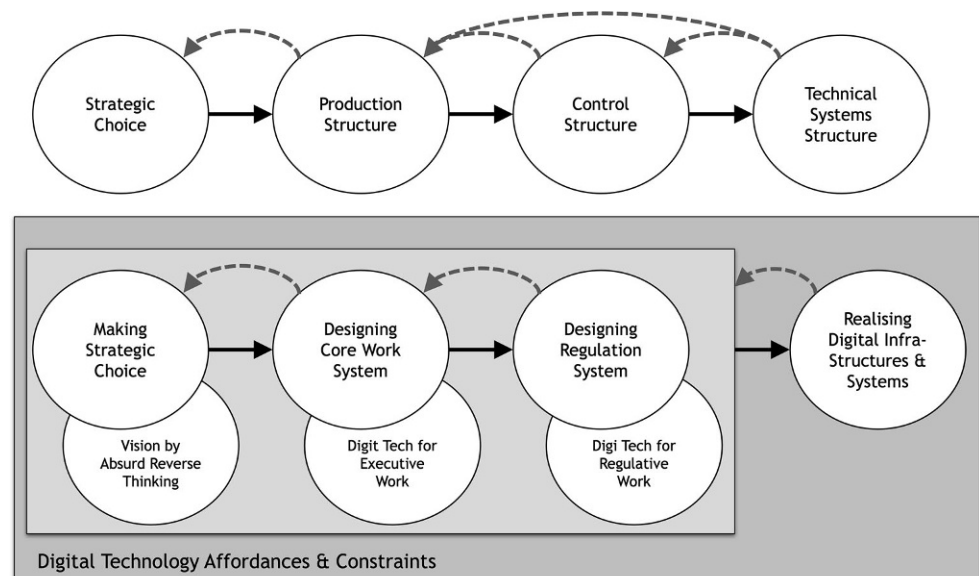 Strategic
Choice
Production
Structure
Control
Structure
Technical
Systems
Structure
Making
Strategic
Choice
Designing
Core Work
System
Designing
Regulation
System
Realising
Digital Infra-
Structures &
Systems
Vision by
Absurd Reverse
Thinking
Digit Tech for
Executive
Work
Digi Tech for
Regulative
Work
Digital Technology Affordances & Constraints